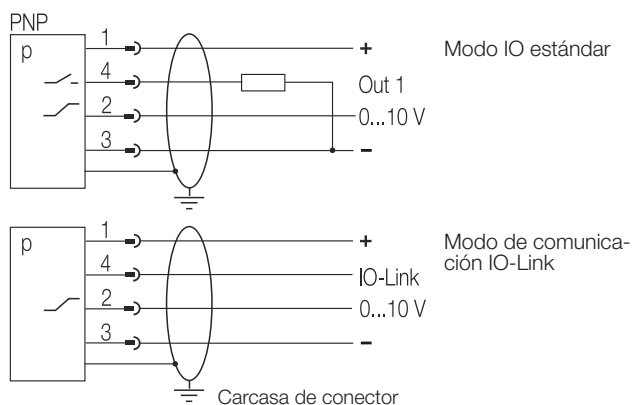 PNP
p
1
+
Modo IO estándar
4
Out 1
2
0...10 V
3
-
p
1
+
Modo de comunica-
ción IO-Link
4
IO-Link
2
0...10 V
3
-
Carcasa de conector